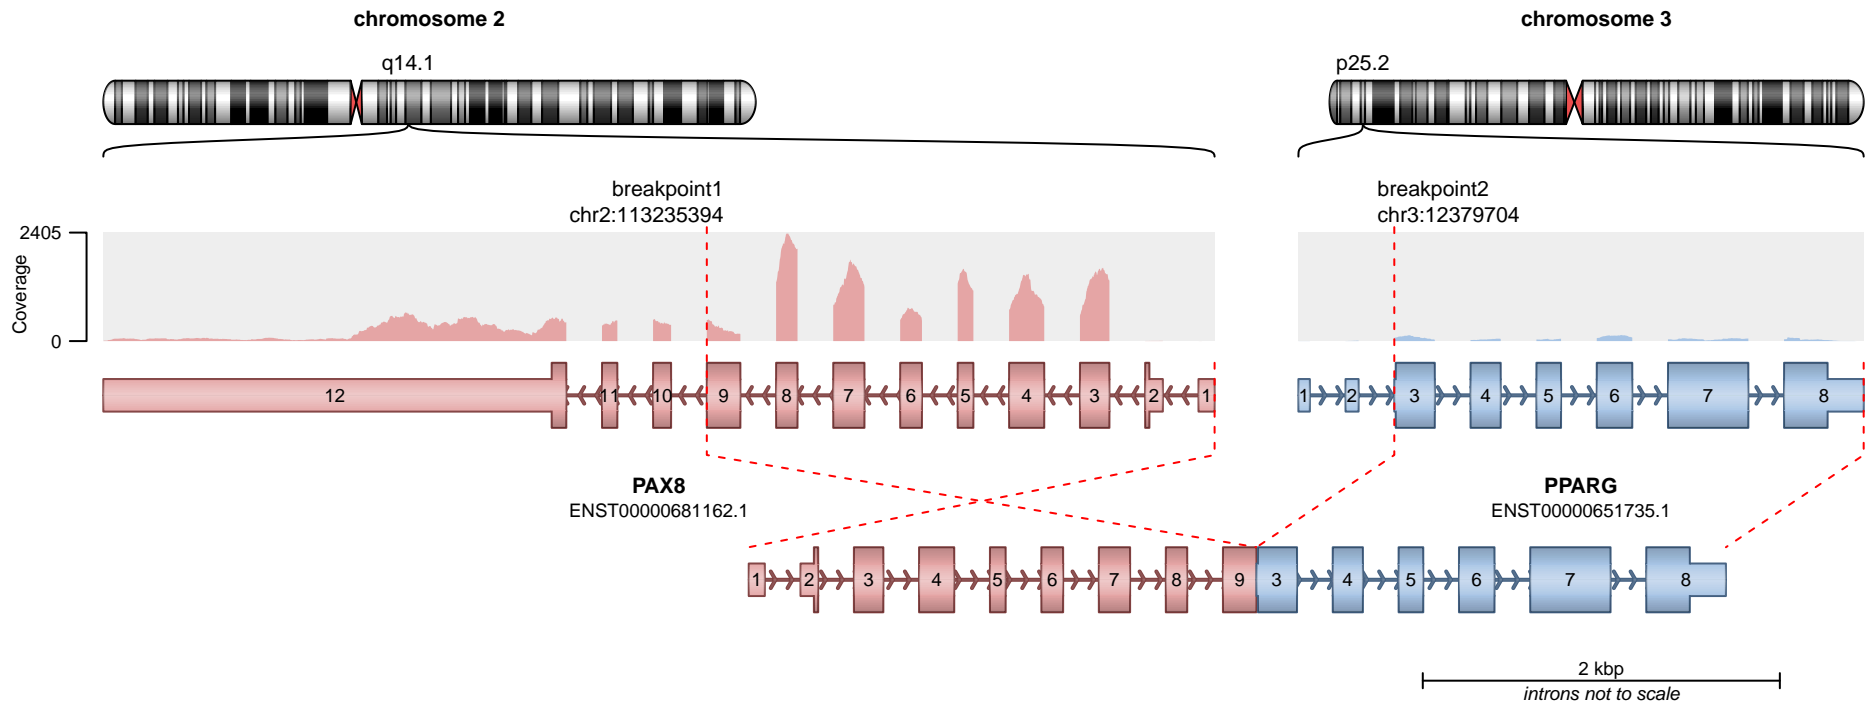 chromosome 2
chromosome 3
q14.1
p25.2
breakpoint1
chr2:113235394
breakpoint2
chr3:12379704
2405
0
Coverage
12 11 10 9 8 7 6 5 4 3 2 1
1 2 3 4 5 6 7 8
PAX8
ENST00000681162.1
PPARG
ENST00000651735.1
1 2 3 4 5 6 7 8 9 3 4 5 6 7 8
2 kbp
introns not to scale